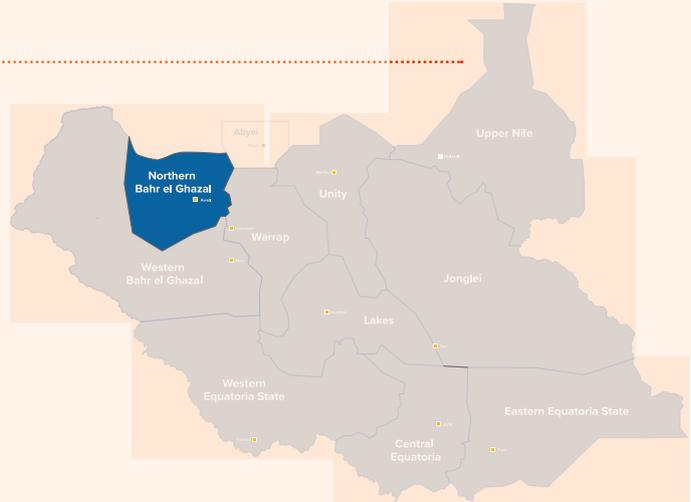 Upper Nile
Abyei
Northern
Bahr el Ghazal
Aweil
Unity
Warrap
Western
Bahr el Ghazal
Jonglei
Lakes
Western
Equatoria State
Eastern Equatoria State
Central
Equatoria